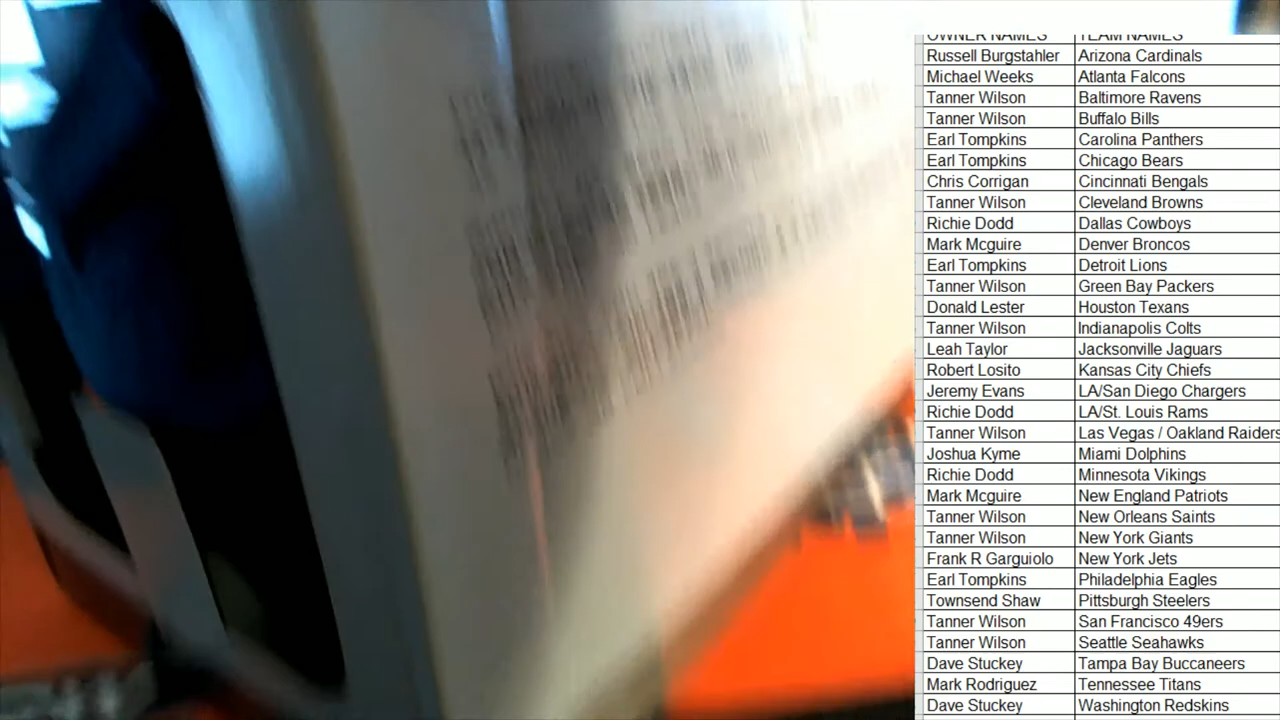 OWNER NAMES TEAM NAMES
Russell Burgstahler Arizona Cardinals
Michael Weeks Atlanta Falcons
Tanner Wilson Baltimore Ravens
Tanner Wilson Buffalo Bills
Earl Tompkins Carolina Panthers
Earl Tompkins Chicago Bears
Chris Corrigan Cincinnati Bengals
Tanner Wilson Cleveland Browns
Richie Dodd Dallas Cowboys
Mark Mcguire Denver Broncos
Earl Tompkins Detroit Lions
Tanner Wilson Green Bay Packers
Donald Lester Houston Texans
Tanner Wilson Indianapolis Colts
Leah Taylor Jacksonville Jaguars
Robert Losito Kansas City Chiefs
Jeremy Evans LA/San Diego Chargers
Richie Dodd LA/St. Louis Rams
Tanner Wilson Las Vegas / Oakland Raiders
Joshua Kyme Miami Dolphins
Richie Dodd Minnesota Vikings
Mark Mcguire New England Patriots
Tanner Wilson New Orleans Saints
Tanner Wilson New York Giants
Frank R Garguiolo New York Jets
Earl Tompkins Philadelphia Eagles
Townsend Shaw Pittsburgh Steelers
Tanner Wilson San Francisco 49ers
Tanner Wilson Seattle Seahawks
Dave Stuckey Tampa Bay Buccaneers
Mark Rodriguez Tennessee Titans
Dave Stuckey Washington Redskins